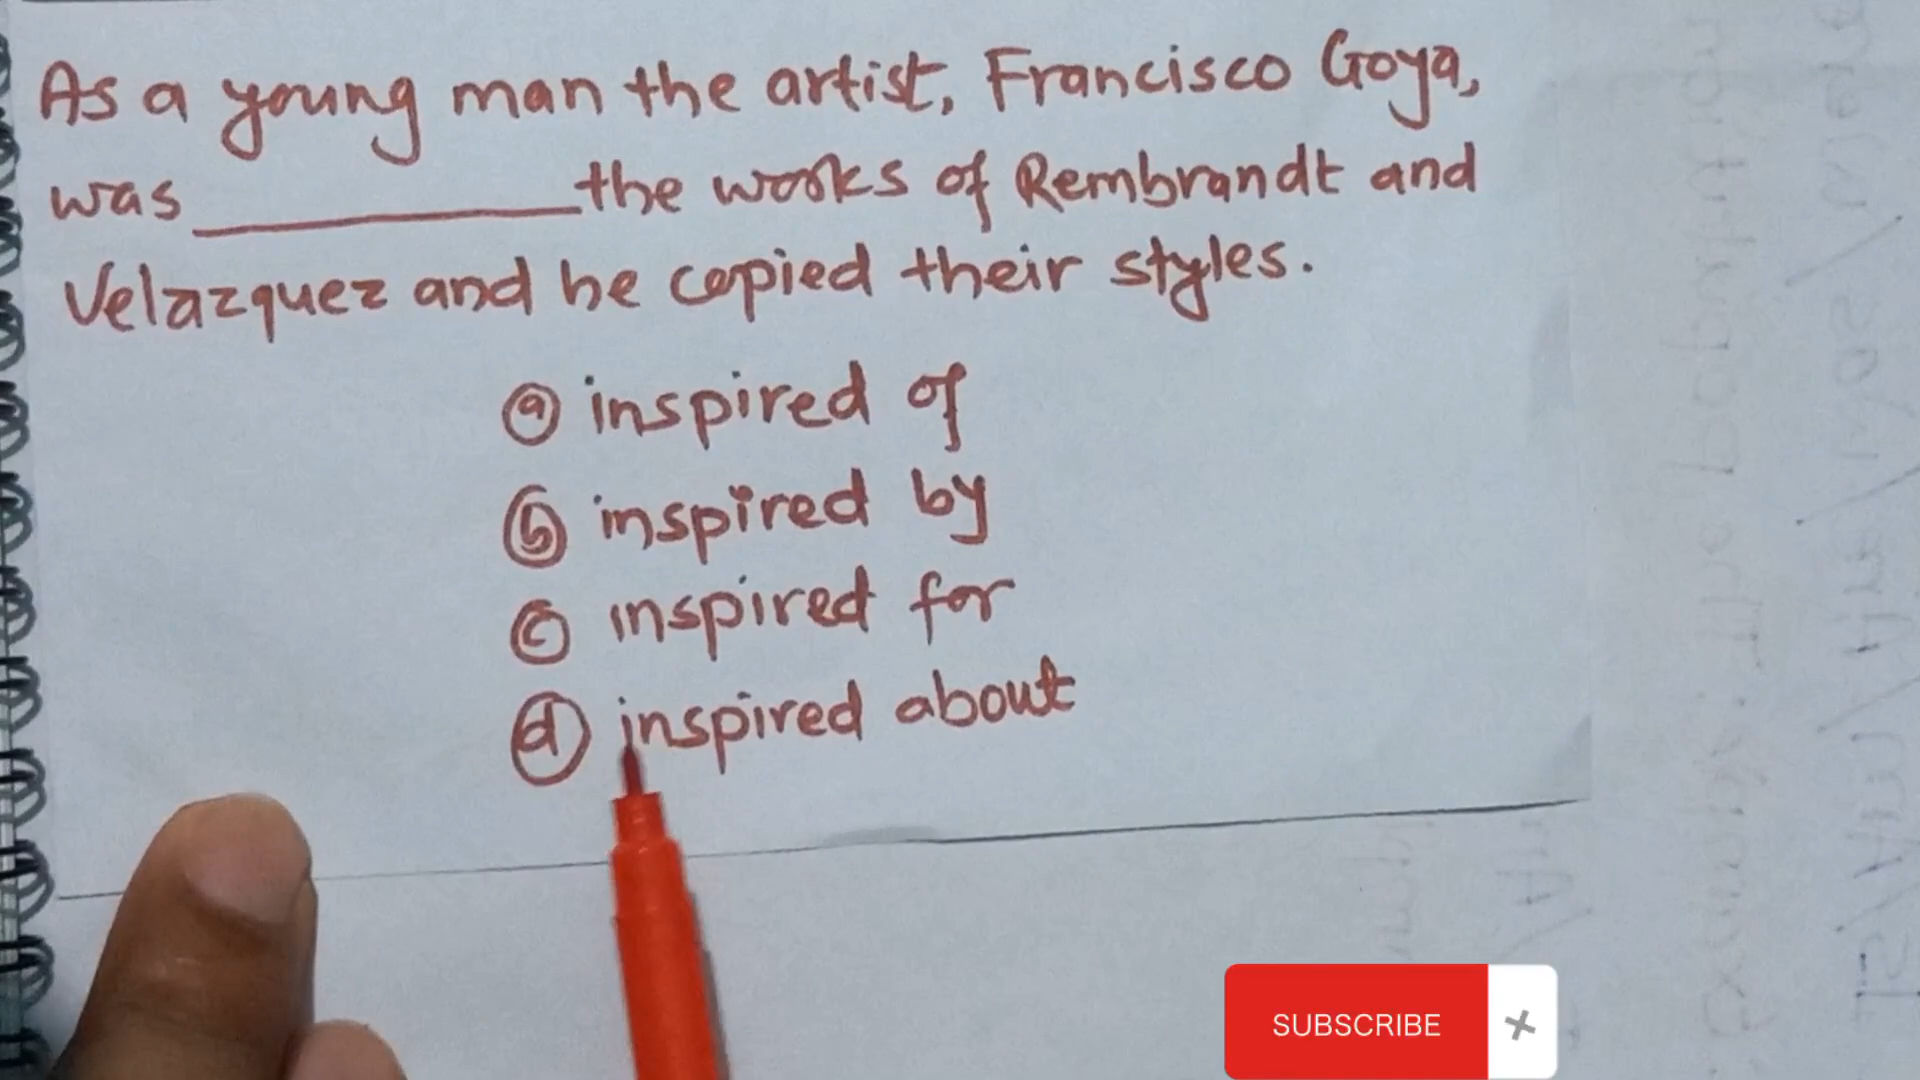 As a young man the artist, Francisco Goya,
was __________ the works of Rembrandt and
Velazquez and he copied their styles.
ⓐ inspired of
ⓑ inspired by
ⓒ inspired for
ⓓ inspired about
SUBSCRIBE